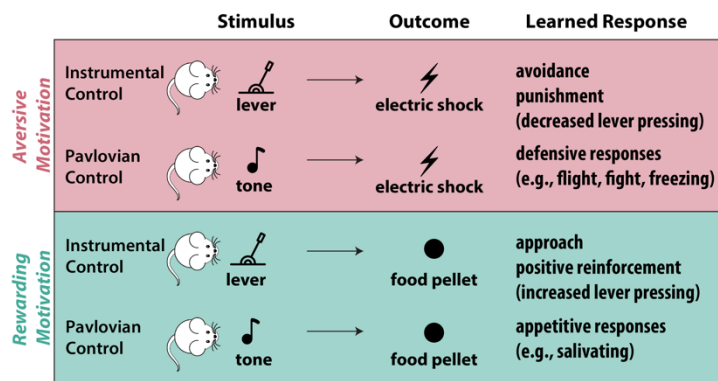 Stimulus Outcome Learned Response
Aversive
Motivation
Instrumental
Control
lever
electric shock
avoidance
punishment
(decreased lever pressing)
Pavlovian
Control
tone
electric shock
defensive responses
(e.g., flight, fight, freezing)
Rewarding
Motivation
Instrumental
Control
lever
food pellet
approach
positive reinforcement
(increased lever pressing)
Pavlovian
Control
tone
food pellet
appetitive responses
(e.g., salivating)